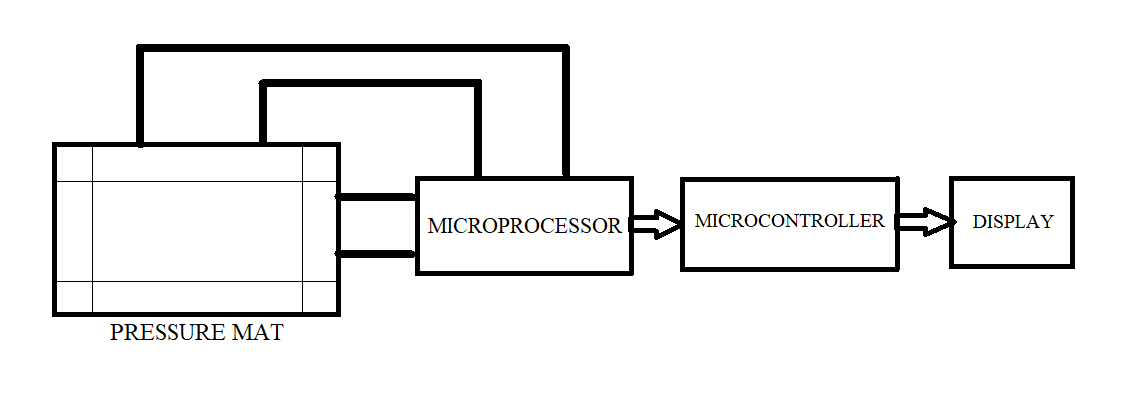 MICROPROCESSOR
MICROCONTROLLER
DISPLAY
PRESSURE MAT